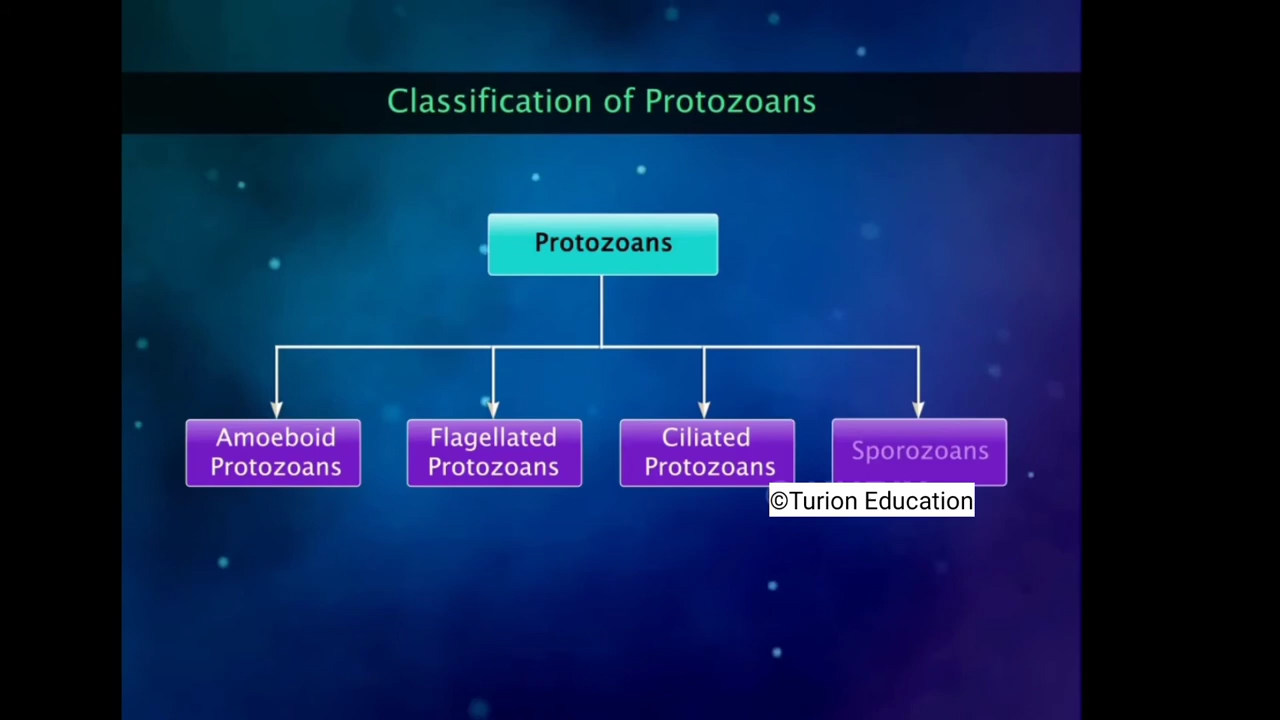 Classification of Protozoans
Protozoans
Amoeboid
Protozoans
Flagellated
Protozoans
Ciliated
Protozoans
Sporozoans
©Turion Education